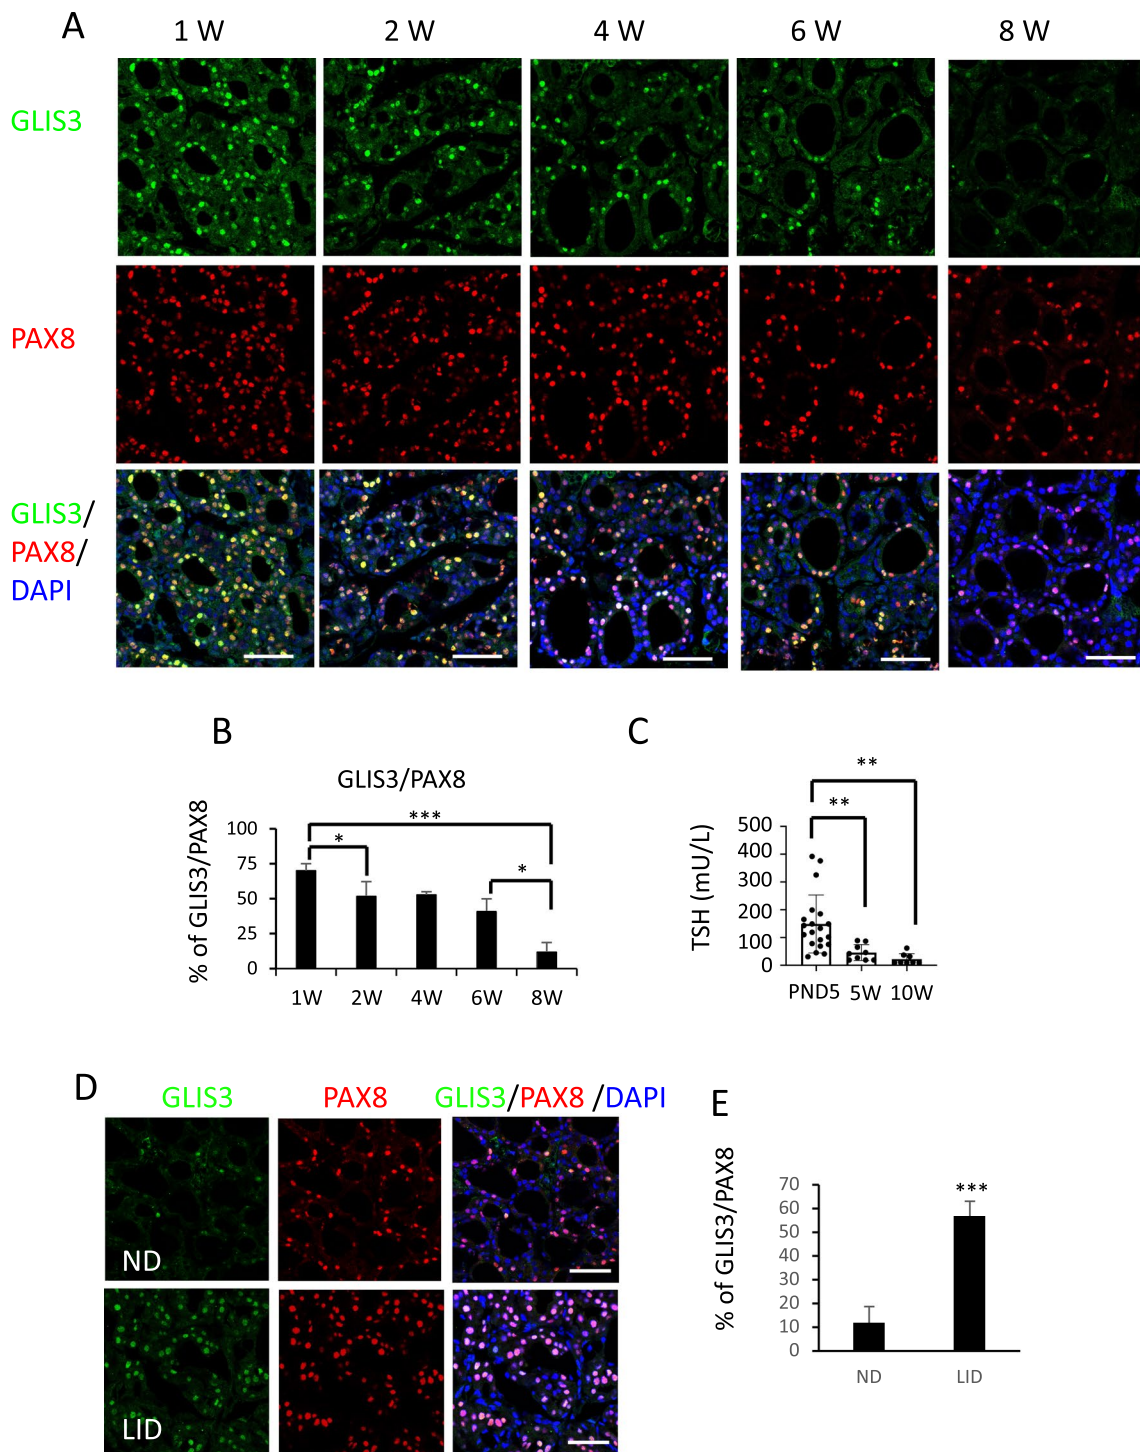 A
1 W 2 W 4 W 6 W 8 W
GLIS3
PAX8
GLIS3/
PAX8/
DAPI
B
GLIS3/PAX8
% of GLIS3/PAX8
100
75
50
25
0
*
***
*
1W 2W 4W 6W 8W
C
TSH (mU/L)
500
400
300
200
100
0
**
**
PND5 5W 10W
D
GLIS3 PAX8 GLIS3/PAX8 /DAPI
ND
LID
E
% of GLIS3/PAX8
70
60
50
40
30
20
10
0
***
ND LID